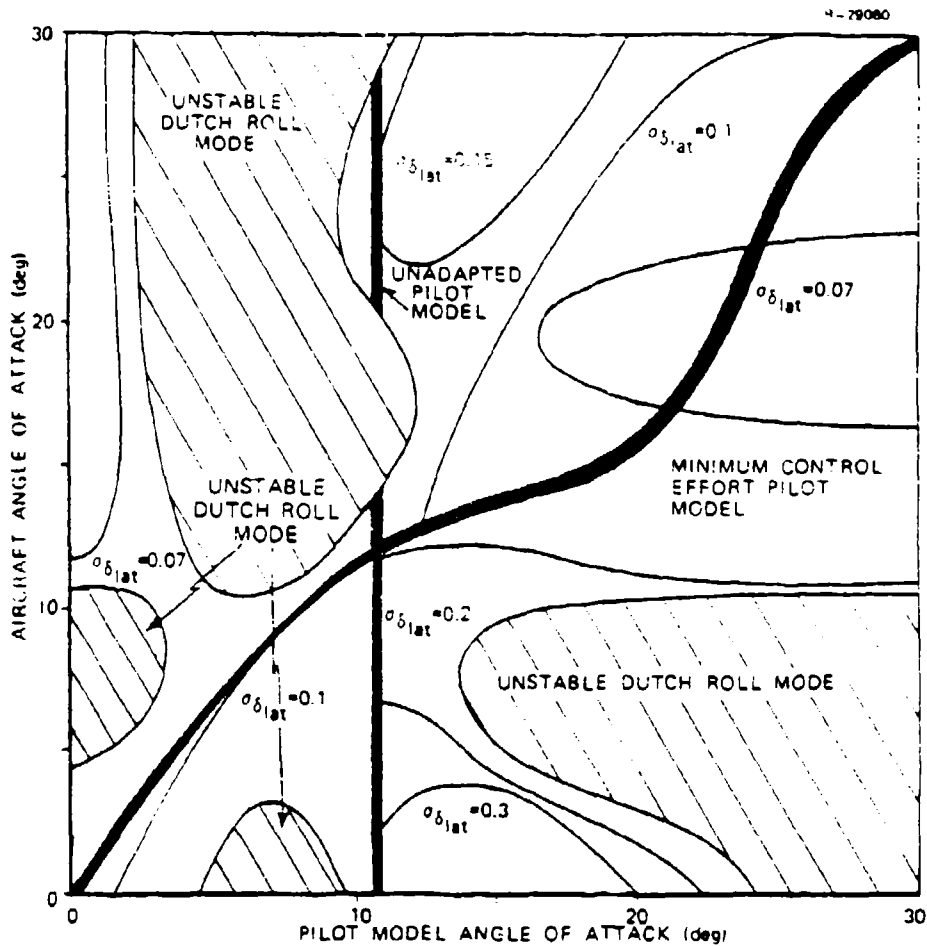 R-29080
30
UNSTABLE
DUTCH ROLL
MODE
σδlat=0.15
σδlat=0.1
UNADAPTED
PILOT
MODEL
σδlat=0.07
20
AIRCRAFT ANGLE OF ATTACK (deg)
MINIMUM CONTROL
EFFORT PILOT
MODEL
UNSTABLE
DUTCH ROLL
MODE
σδlat=0.07
10
σδlat=0.2
UNSTABLE DUTCH ROLL MODE
σδlat=0.1
σδlat=0.3
0
0
10
20
30
PILOT MODEL ANGLE OF ATTACK (deg)